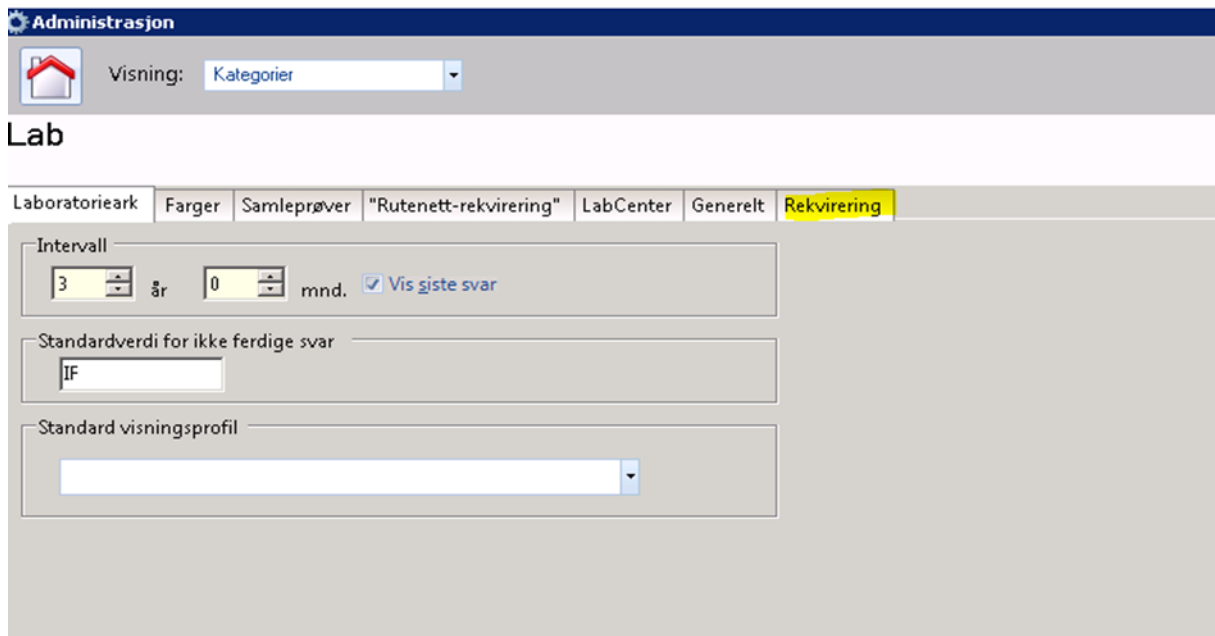 Administrasjon
Visning: Kategorier
Lab
Laboratorieark Farger Samleprøver "Rutenett-rekvirering" LabCenter Generelt Rekvirering
Intervall
3 år 0 mnd. Vis siste svar
Standardverdi for ikke ferdige svar
IF
Standard visningsprofil